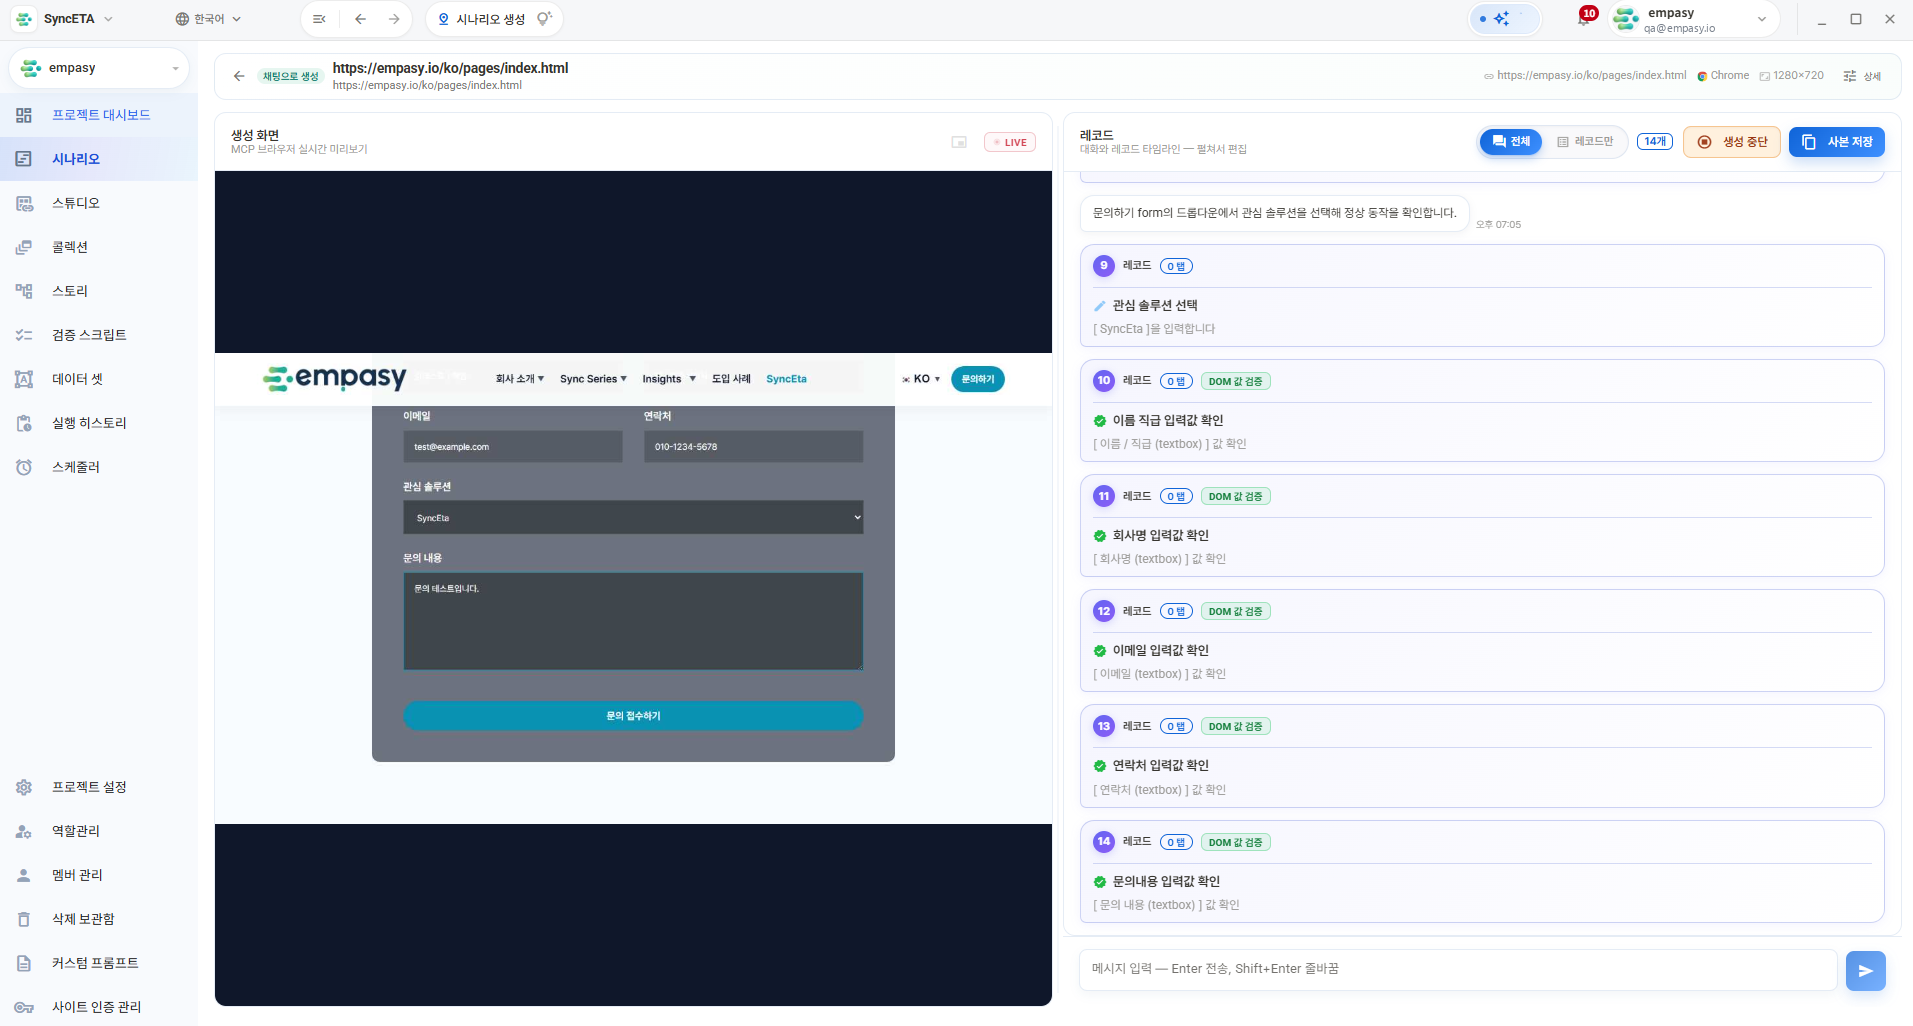 SyncETA
한국어
시나리오 생성
10
empasy
qa@empasy.io
empasy
프로젝트 대시보드
시나리오
스튜디오
콜렉션
스토리
검증 스크립트
데이터 셋
실행 히스토리
스케줄러
프로젝트 설정
역할관리
멤버 관리
삭제 보관함
커스텀 프롬프트
사이트 인증 관리
채팅으로 생성
https://empasy.io/ko/pages/index.html
https://empasy.io/ko/pages/index.html
https://empasy.io/ko/pages/index.html
Chrome
1280×720
상세
생성 화면
MCP 브라우저 실시간 미리보기
LIVE
empasy
회사 소개 ▼
Sync Series ▼
Insights ▼
도입 사례
SyncEta
KO ▼
문의하기
이메일
연락처
test@example.com
010-1234-5678
관심 솔루션
SyncEta
문의 내용
문의 테스트입니다.
문의 접수하기
레코드
대화와 레코드 타임라인 — 펼쳐서 편집
전체
레코드만
14개
생성 중단
사본 저장
문의하기 form의 드롭다운에서 관심 솔루션을 선택해 정상 동작을 확인합니다.
오후 07:05
9 레코드 0 탭
관심 솔루션 선택
[ SyncEta ]을 입력합니다
10 레코드 0 탭 DOM 값 검증
이름 직급 입력값 확인
[ 이름 / 직급 (textbox) ] 값 확인
11 레코드 0 탭 DOM 값 검증
회사명 입력값 확인
[ 회사명 (textbox) ] 값 확인
12 레코드 0 탭 DOM 값 검증
이메일 입력값 확인
[ 이메일 (textbox) ] 값 확인
13 레코드 0 탭 DOM 값 검증
연락처 입력값 확인
[ 연락처 (textbox) ] 값 확인
14 레코드 0 탭 DOM 값 검증
문의내용 입력값 확인
[ 문의 내용 (textbox) ] 값 확인
메시지 입력 — Enter 전송, Shift+Enter 줄바꿈